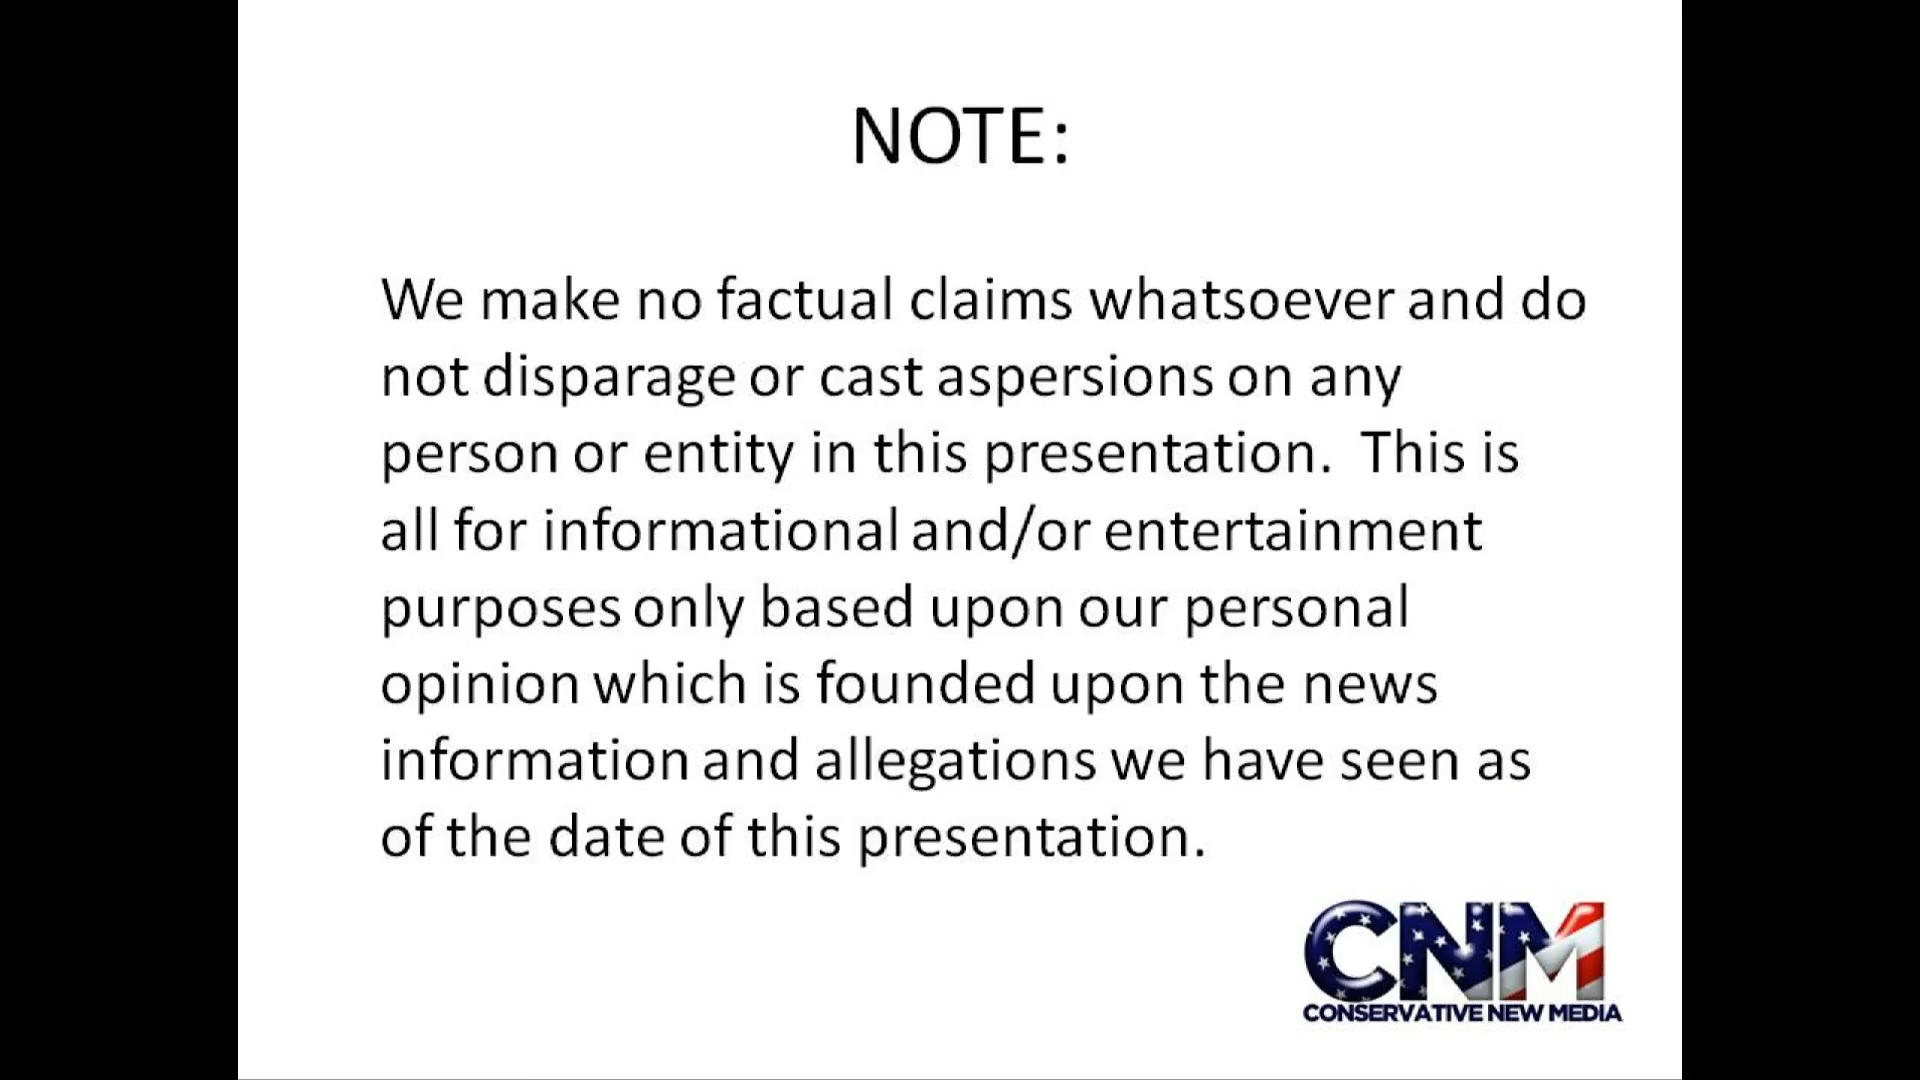 NOTE:
We make no factual claims whatsoever and do
not disparage or cast aspersions on any
person or entity in this presentation.  This is
all for informational and/or entertainment
purposes only based upon our personal
opinion which is founded upon the news
information and allegations we have seen as
of the date of this presentation.
CNM
CONSERVATIVE NEW MEDIA